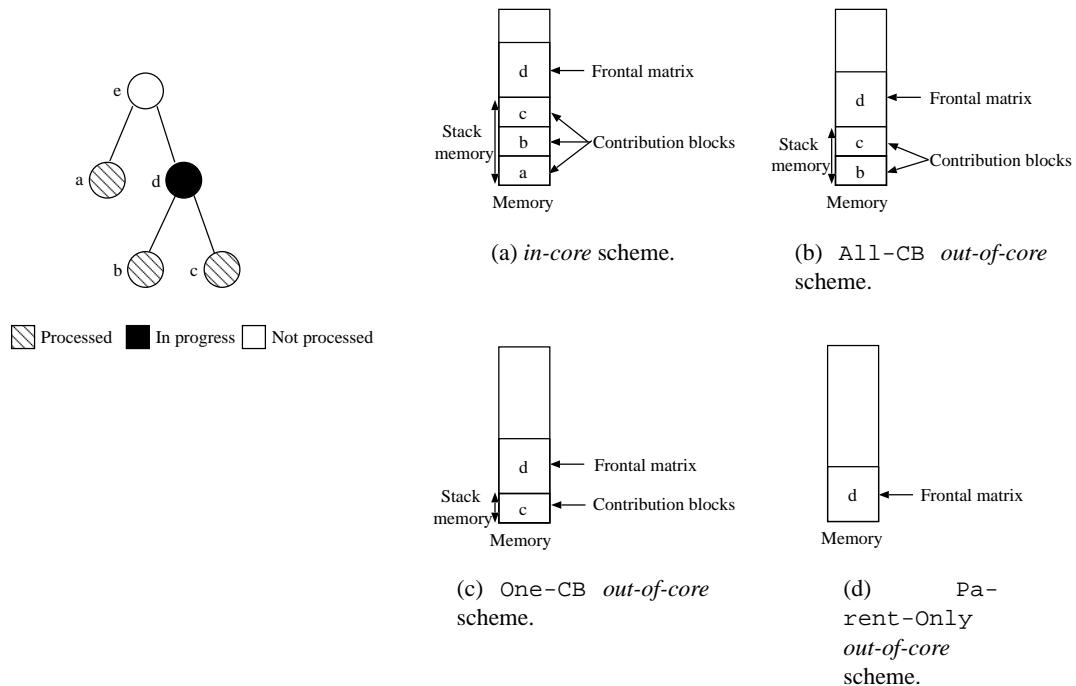 e
a
d
b
c
Processed
In progress
Not processed
d
c
b
a
Frontal matrix
Stack
memory
Contribution blocks
Memory
(a) in-core scheme.
d
c
b
Frontal matrix
Stack
memory
Contribution blocks
Memory
(b) All-CB out-of-core
scheme.
d
c
Frontal matrix
Stack
memory
Contribution blocks
Memory
(c) One-CB out-of-core
scheme.
d
Frontal matrix
Memory
(d) Pa-
rent-Only
out-of-core
scheme.